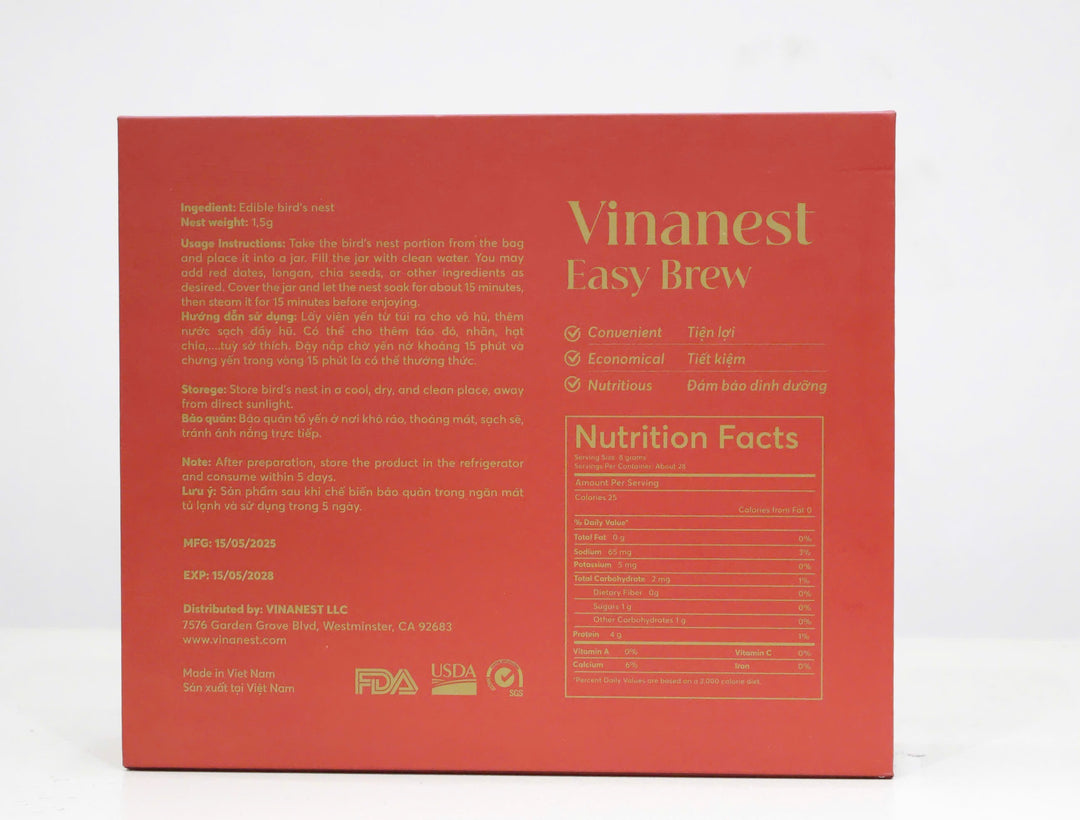 Ingedient: Edible bird's nest
Nest weight: 1,5g
Usage Instructions: Take the bird's nest portion from the bag
and place it into a jar. Fill the jar with clean water. You may
add red dates, longan, chia seeds, or other ingredients as
desired. Cover the jar and let the nest soak for about 15 minutes,
then steam it for 15 minutes before enjoying.
Hướng dẫn sử dụng: Lấy viên yến từ túi ra cho vô hũ, thêm
nước sạch đầy hũ. Có thể cho thêm táo đỏ, nhãn, hạt
chia,....tuỳ sở thích. Đậy nắp chờ yến nở khoảng 15 phút và
chưng yến trong vòng 15 phút là có thể thưởng thức.
Storege: Store bird's nest in a cool, dry, and clean place, away
from direct sunlight.
Bảo quản: Bảo quản tổ yến ở nơi khô ráo, thoáng mát, sạch sẽ,
tránh ánh nắng trực tiếp.
Note: After preparation, store the product in the refrigerator
and consume within 5 days.
Lưu ý: Sản phẩm sau khi chế biến bảo quản trong ngăn mát
tủ lạnh và sử dụng trong 5 ngày.
MFG: 15/05/2025
EXP: 15/05/2028
Distributed by: VINANEST LLC
7576 Garden Grove Blvd, Westminster, CA 92683
www.vinanest.com
Made in Viet Nam
Sản xuất tại Việt Nam
FDA USDA SGS
Vinanest
Easy Brew
Convenient Tiện lợi
Economical Tiết kiệm
Nutritious Đảm bảo dinh dưỡng
Nutrition Facts
Serving Size 8 grams
Servings Per Container: About 28
Amount Per Serving
Calories 25
Calories from Fat 0
% Daily Value*
Total Fat 0 g 0%
Sodium 65 mg 3%
Potassium 5 mg 0%
Total Carbohydrate 2 mg 1%
Dietary Fiber 0g 0%
Sugars 1 g 0%
Other Carbohydrates 1 g 0%
Protein 4 g 1%
Vitamin A 0% Vitamin C 0%
Calcium 6% Iron 0%
*Percent Daily Values are based on a 3,000 calorie diet.